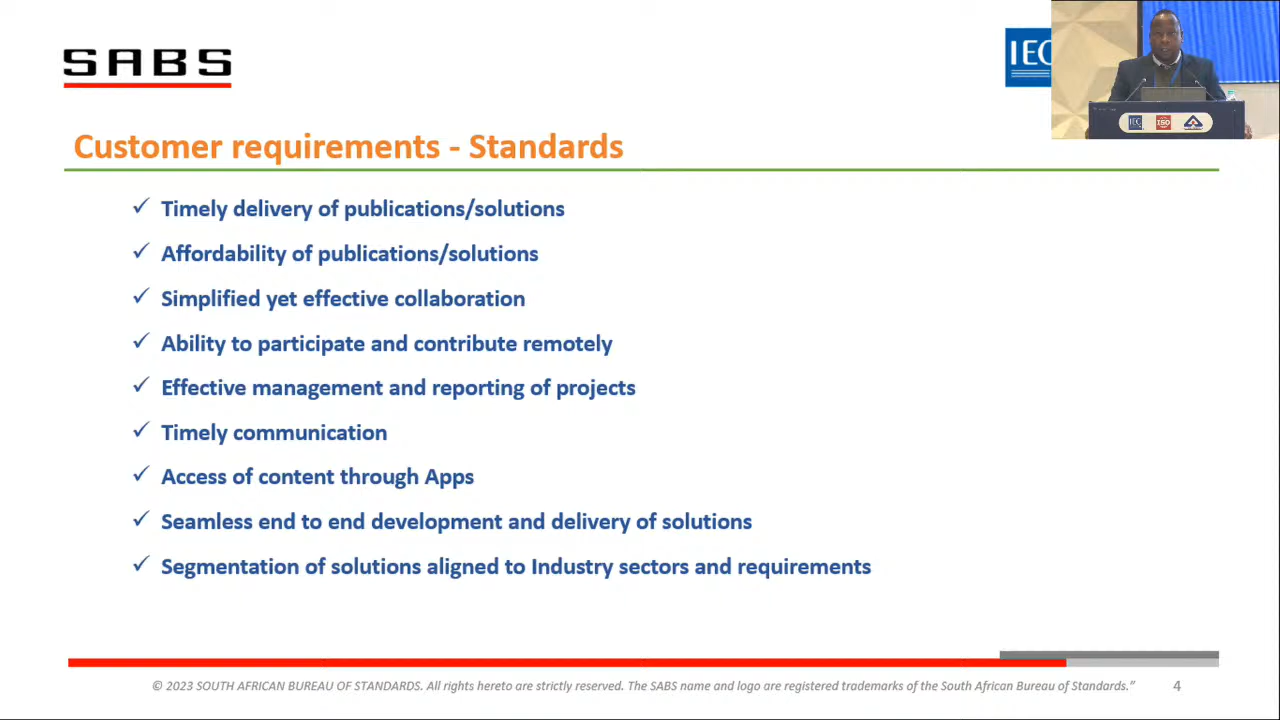 SABS
IEC
IEC
ISO
Customer requirements - Standards
Timely delivery of publications/solutions
Affordability of publications/solutions
Simplified yet effective collaboration
Ability to participate and contribute remotely
Effective management and reporting of projects
Timely communication
Access of content through Apps
Seamless end to end development and delivery of solutions
Segmentation of solutions aligned to Industry sectors and requirements
© 2023 SOUTH AFRICAN BUREAU OF STANDARDS. All rights hereto are strictly reserved. The SABS name and logo are registered trademarks of the South African Bureau of Standards.” 4